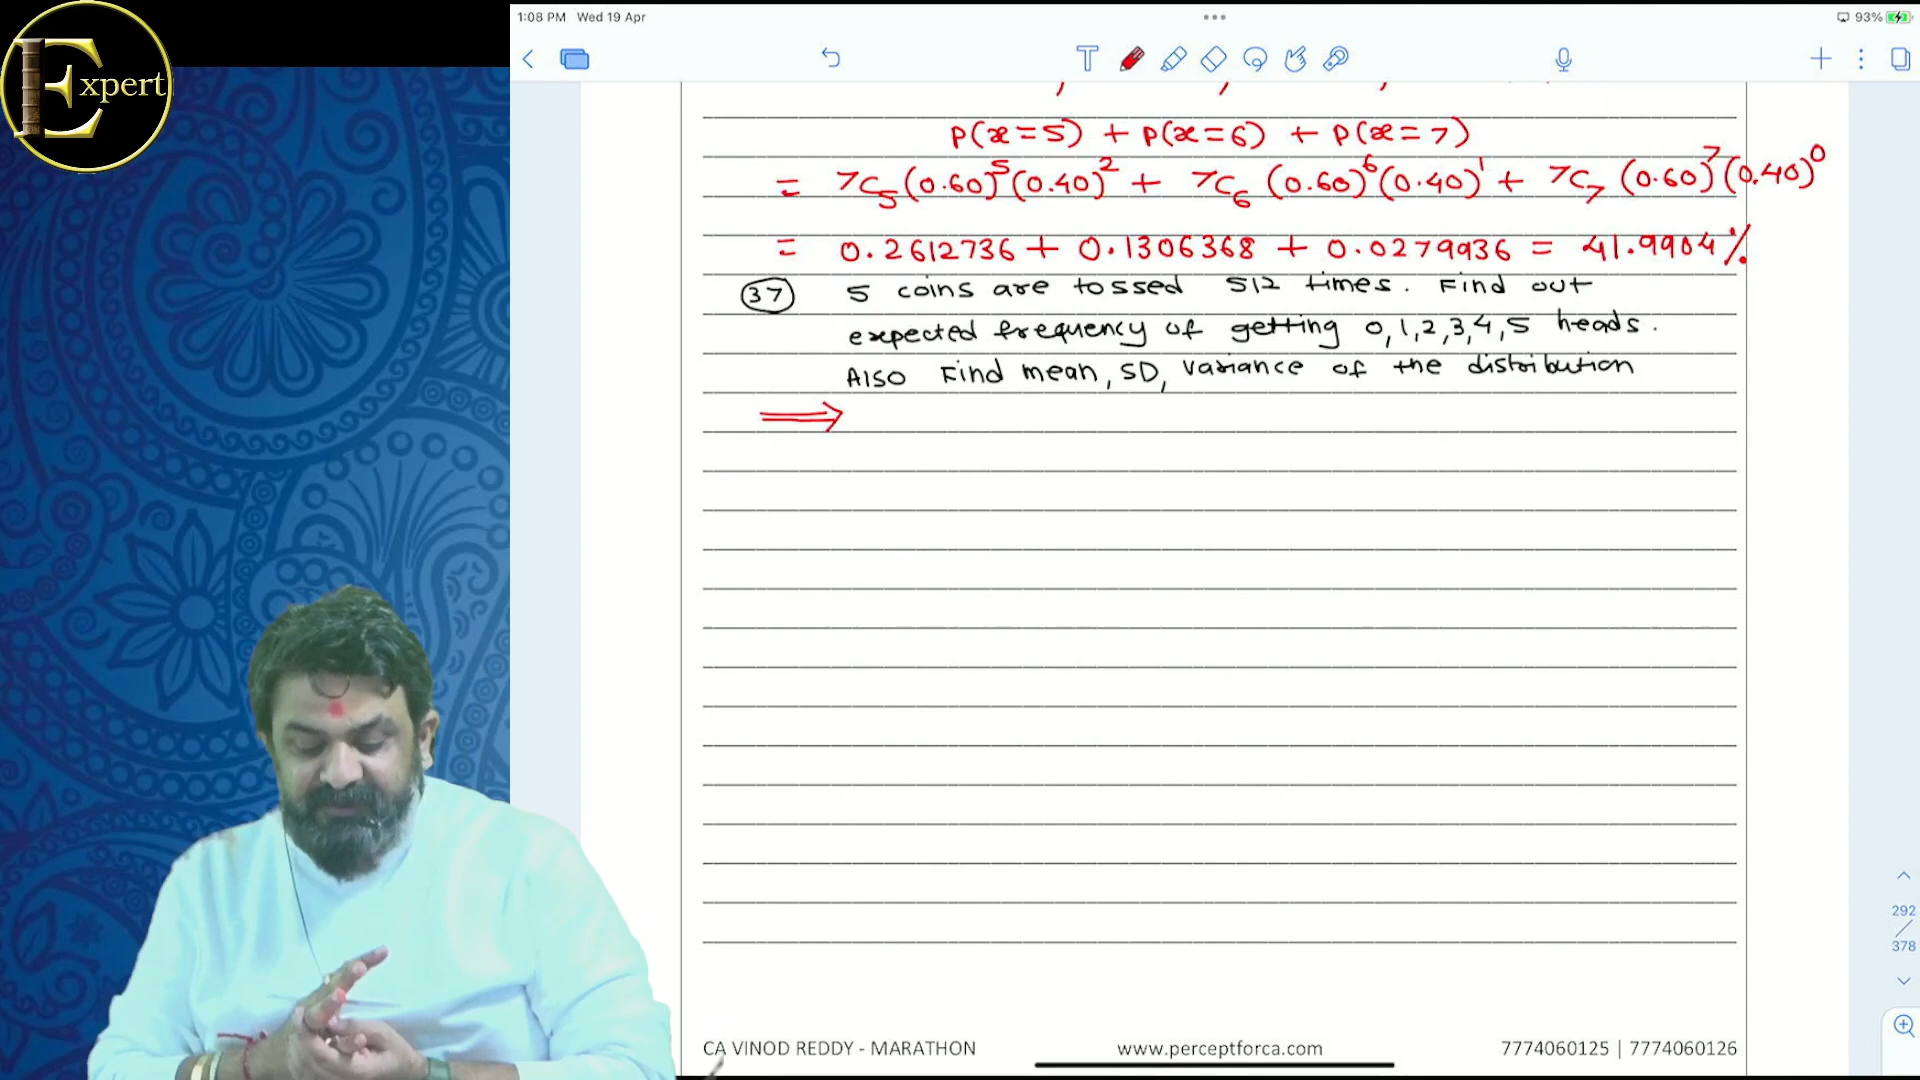 Expert
1:08 PM Wed 19 Apr
93%
P(x=5) + P(x=6) + P(x=7)
= 7C₅ (0.60)⁵ (0.40)² + 7C₆ (0.60)⁶ (0.40)¹ + 7C₇ (0.60)⁷ (0.40)⁰
= 0.2612736 + 0.1306368 + 0.0279936 = 41.9904%
37 5 coins are tossed 512 times. Find out
expected frequency of getting 0,1,2,3,4,5 heads.
Also Find mean, SD, variance of the distribution
⟹
292
378
CA VINOD REDDY - MARATHON www.perceptforca.com 7774060125 | 7774060126